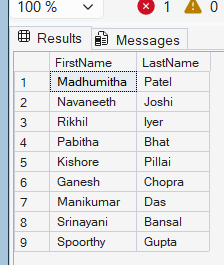 100 % 1 0
Results Messages
FirstName LastName
1 Madhumitha Patel
2 Navaneeth Joshi
3 Rikhil Iyer
4 Pabitha Bhat
5 Kishore Pillai
6 Ganesh Chopra
7 Manikumar Das
8 Srinayani Bansal
9 Spoorthy Gupta